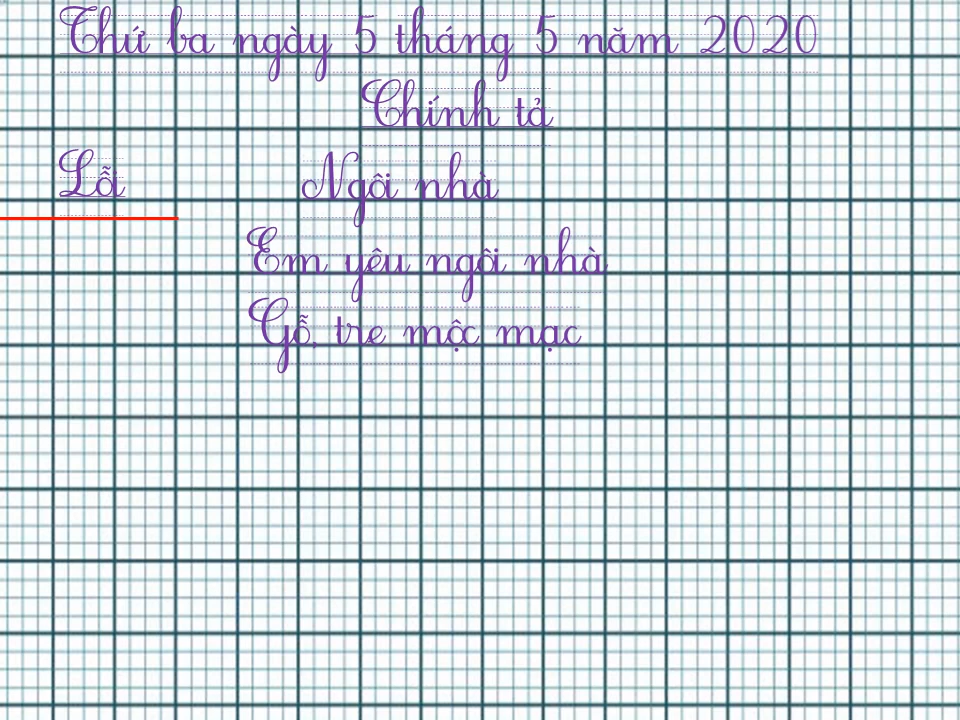 Thứ ba ngày 5 tháng 5 năm 2020
Chính tả
Lỗi Ngôi nhà
Em yêu ngôi nhà
Gỗ, tre mộc mạc